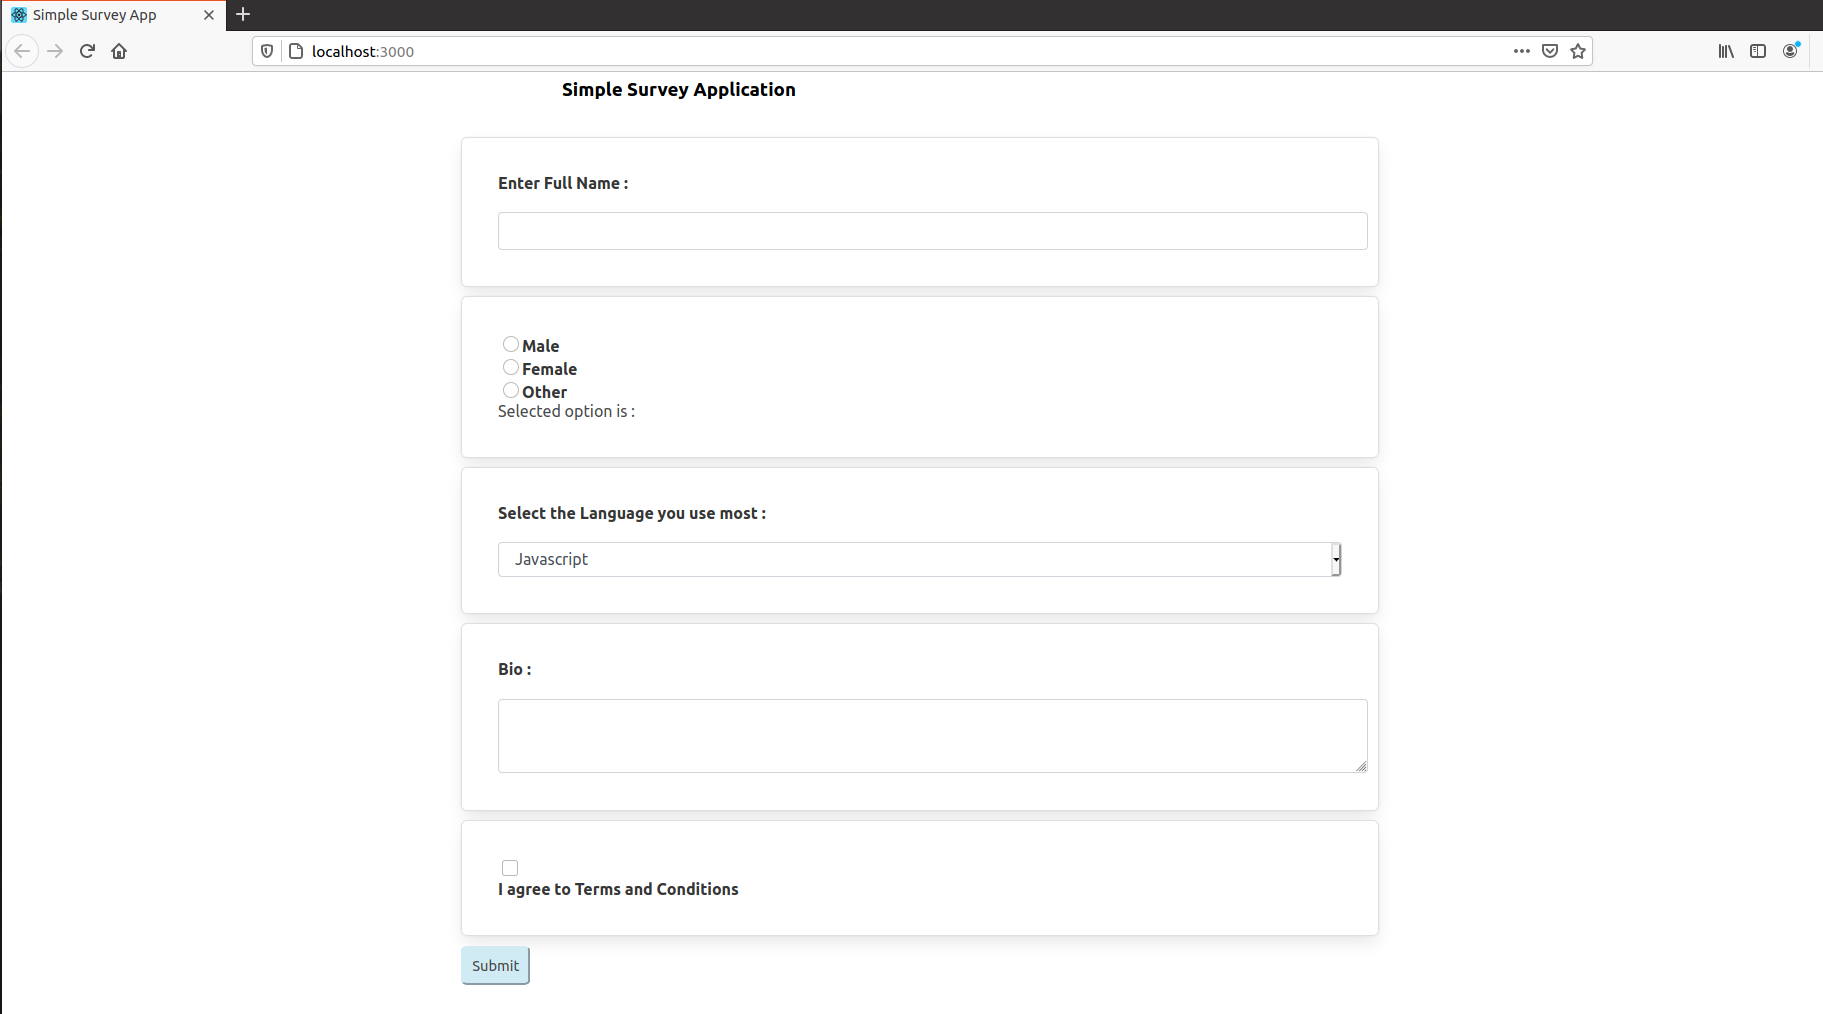 Simple Survey App
localhost:3000
Simple Survey Application
Enter Full Name :
Male
Female
Other
Selected option is :
Select the Language you use most :
Javascript
Bio :
I agree to Terms and Conditions
Submit